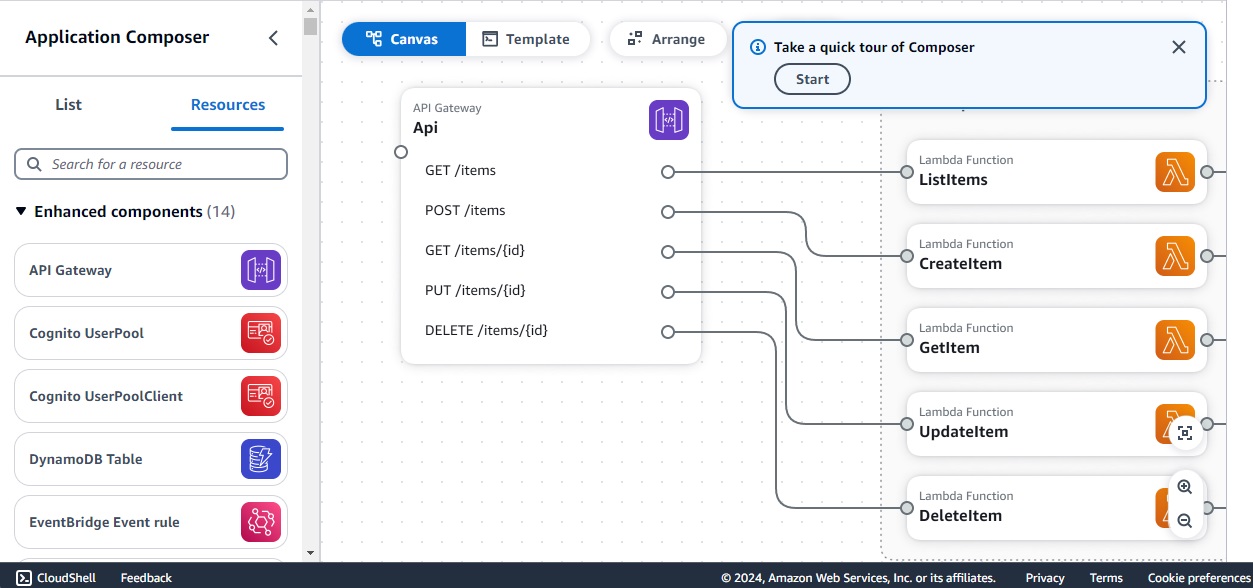 Application Composer
List
Resources
Search for a resource
Enhanced components (14)
API Gateway
Cognito UserPool
Cognito UserPoolClient
DynamoDB Table
EventBridge Event rule
Canvas
Template
Arrange
Take a quick tour of Composer
Start
API Gateway
Api
GET /items
POST /items
GET /items/{id}
PUT /items/{id}
DELETE /items/{id}
Lambda Function
ListItems
Lambda Function
CreateItem
Lambda Function
GetItem
Lambda Function
UpdateItem
Lambda Function
DeleteItem
CloudShell
Feedback
© 2024, Amazon Web Services, Inc. or its affiliates.
Privacy
Terms
Cookie preferences